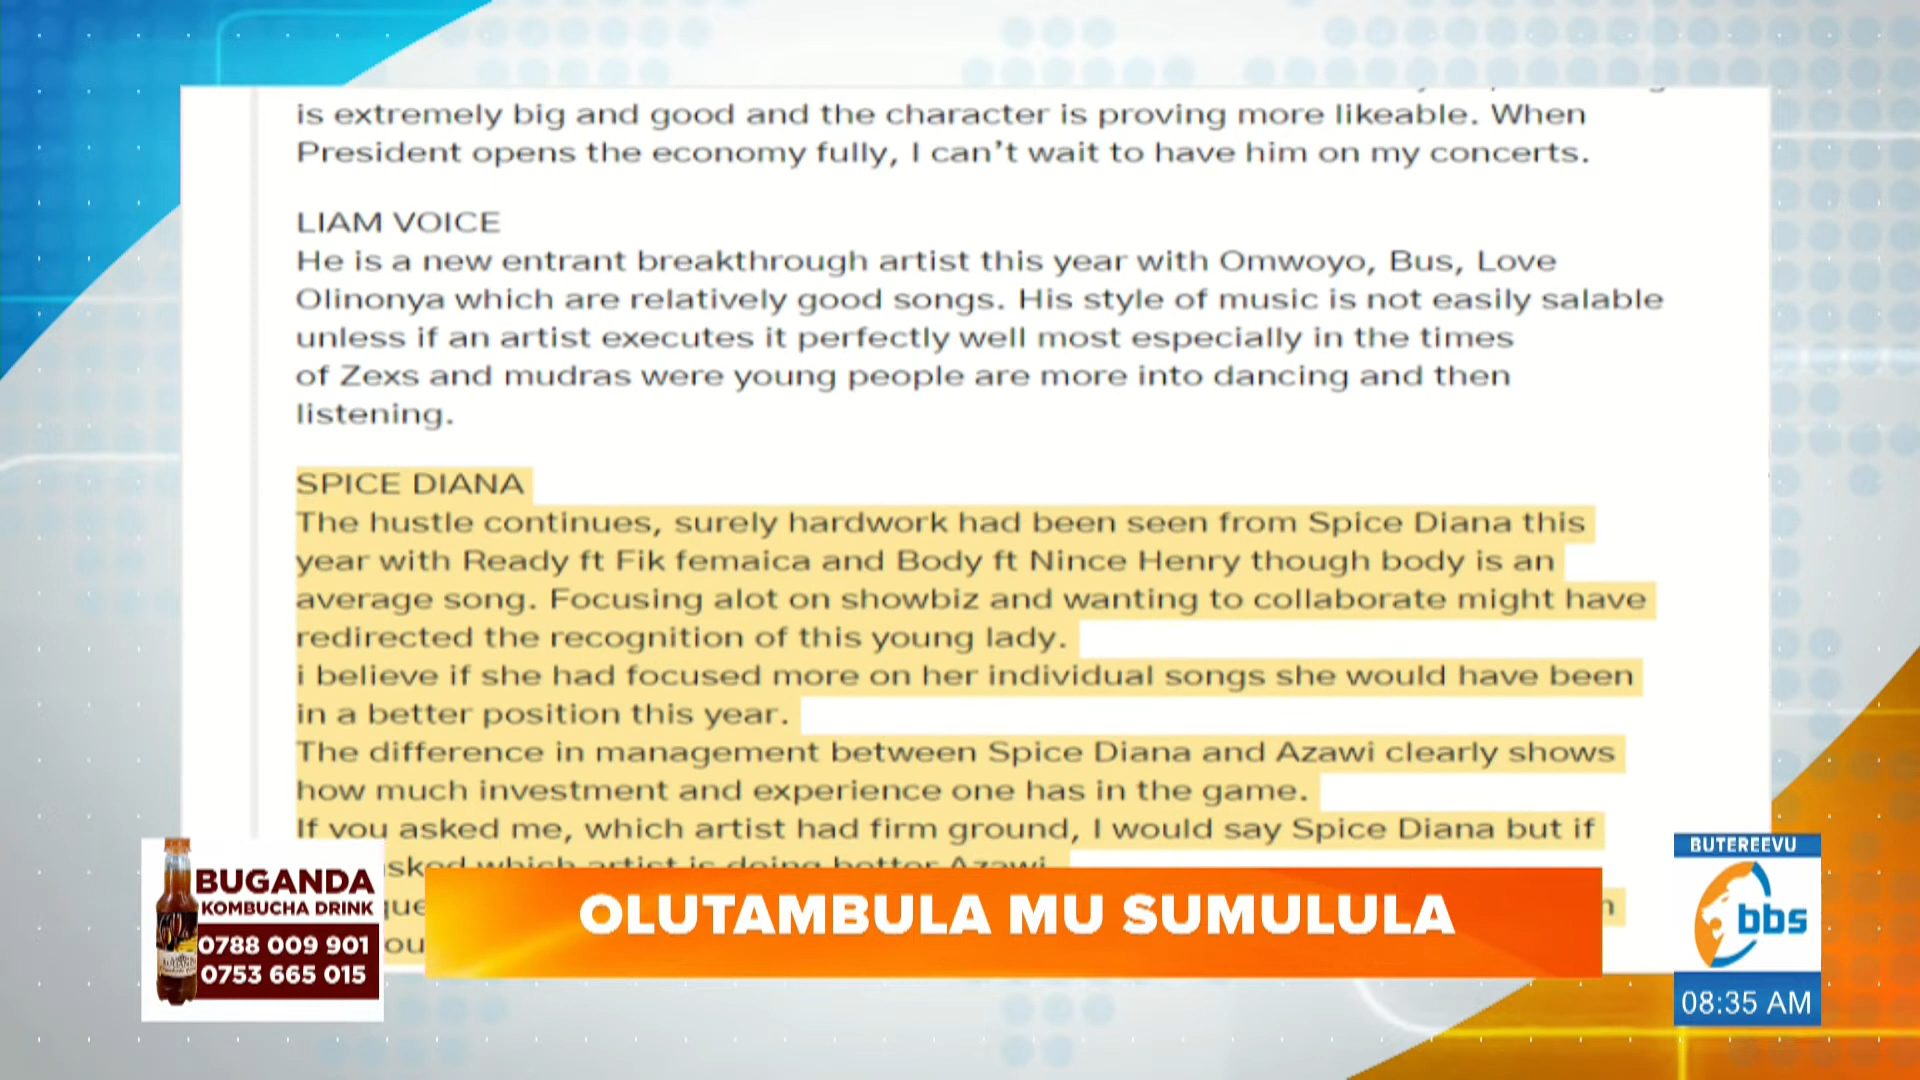 is extremely big and good and the character is proving more likeable. When
President opens the economy fully, I can't wait to have him on my concerts.
LIAM VOICE
He is a new entrant breakthrough artist this year with Omwoyo, Bus, Love
Olinonya which are relatively good songs. His style of music is not easily salable
unless if an artist executes it perfectly well most especially in the times
of Zexs and mudras were young people are more into dancing and then
listening.
SPICE DIANA
The hustle continues, surely hardwork had been seen from Spice Diana this
year with Ready ft Fik femaica and Body ft Nince Henry though body is an
average song. Focusing alot on showbiz and wanting to collaborate might have
redirected the recognition of this young lady.
i believe if she had focused more on her individual songs she would have been
in a better position this year.
The difference in management between Spice Diana and Azawi clearly shows
how much investment and experience one has in the game.
If you asked me, which artist had firm ground, I would say Spice Diana but if
which artist is doing better Azawi
BUGANDA
KOMBUCHA DRINK
0788 009 901
0753 665 015
OLUTAMBULA MU SUMULULA
BUTEREEVU
bbs
08:35 AM